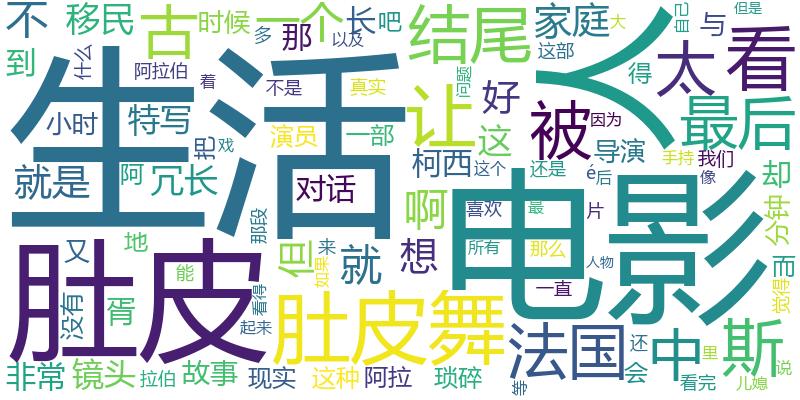 不 移民 古 时候 一个 长 吧 结尾 家庭 与 自己 但是
到 什么 阿拉伯 多 那 以及 这部 人 大 看
生活 着 不是 真实 问题 好 得 太 最后
小时 特写 把 戏 演员 一部 让 这 被 因为
就是 阿 冗长 对话 柯西 这个 还是 导演 手持 我们
é 后 像 却
肚皮 又 地 那段 但 来 就 想 啊 喜欢 最 片 电影 分钟
没有 胥 能 看得 如果 所有 那么 人物 而
起来 肚皮舞 一直 觉得
法国 还 中 里 斯
非常 镜头 拉伯 故事 现实 这种 阿拉 琐碎 等 会 看完 儿媳 说